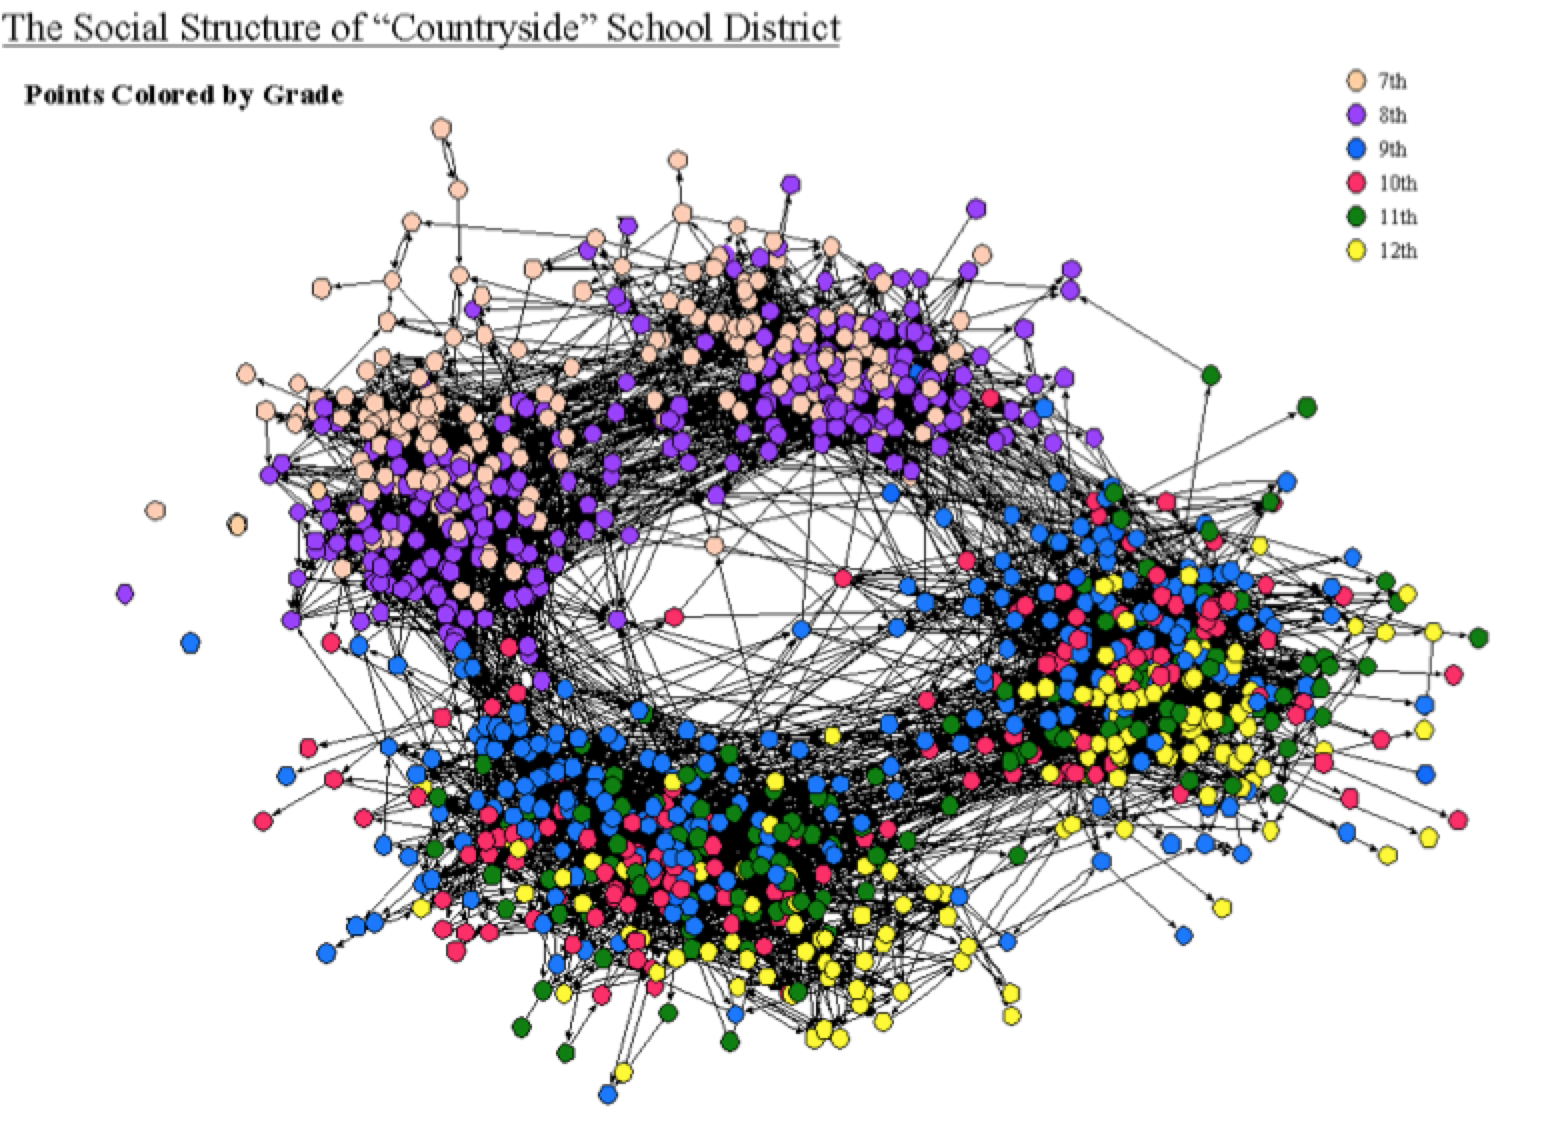 The Social Structure of “Countryside” School District
Points Colored by Grade
7th
8th
9th
10th
11th
12th